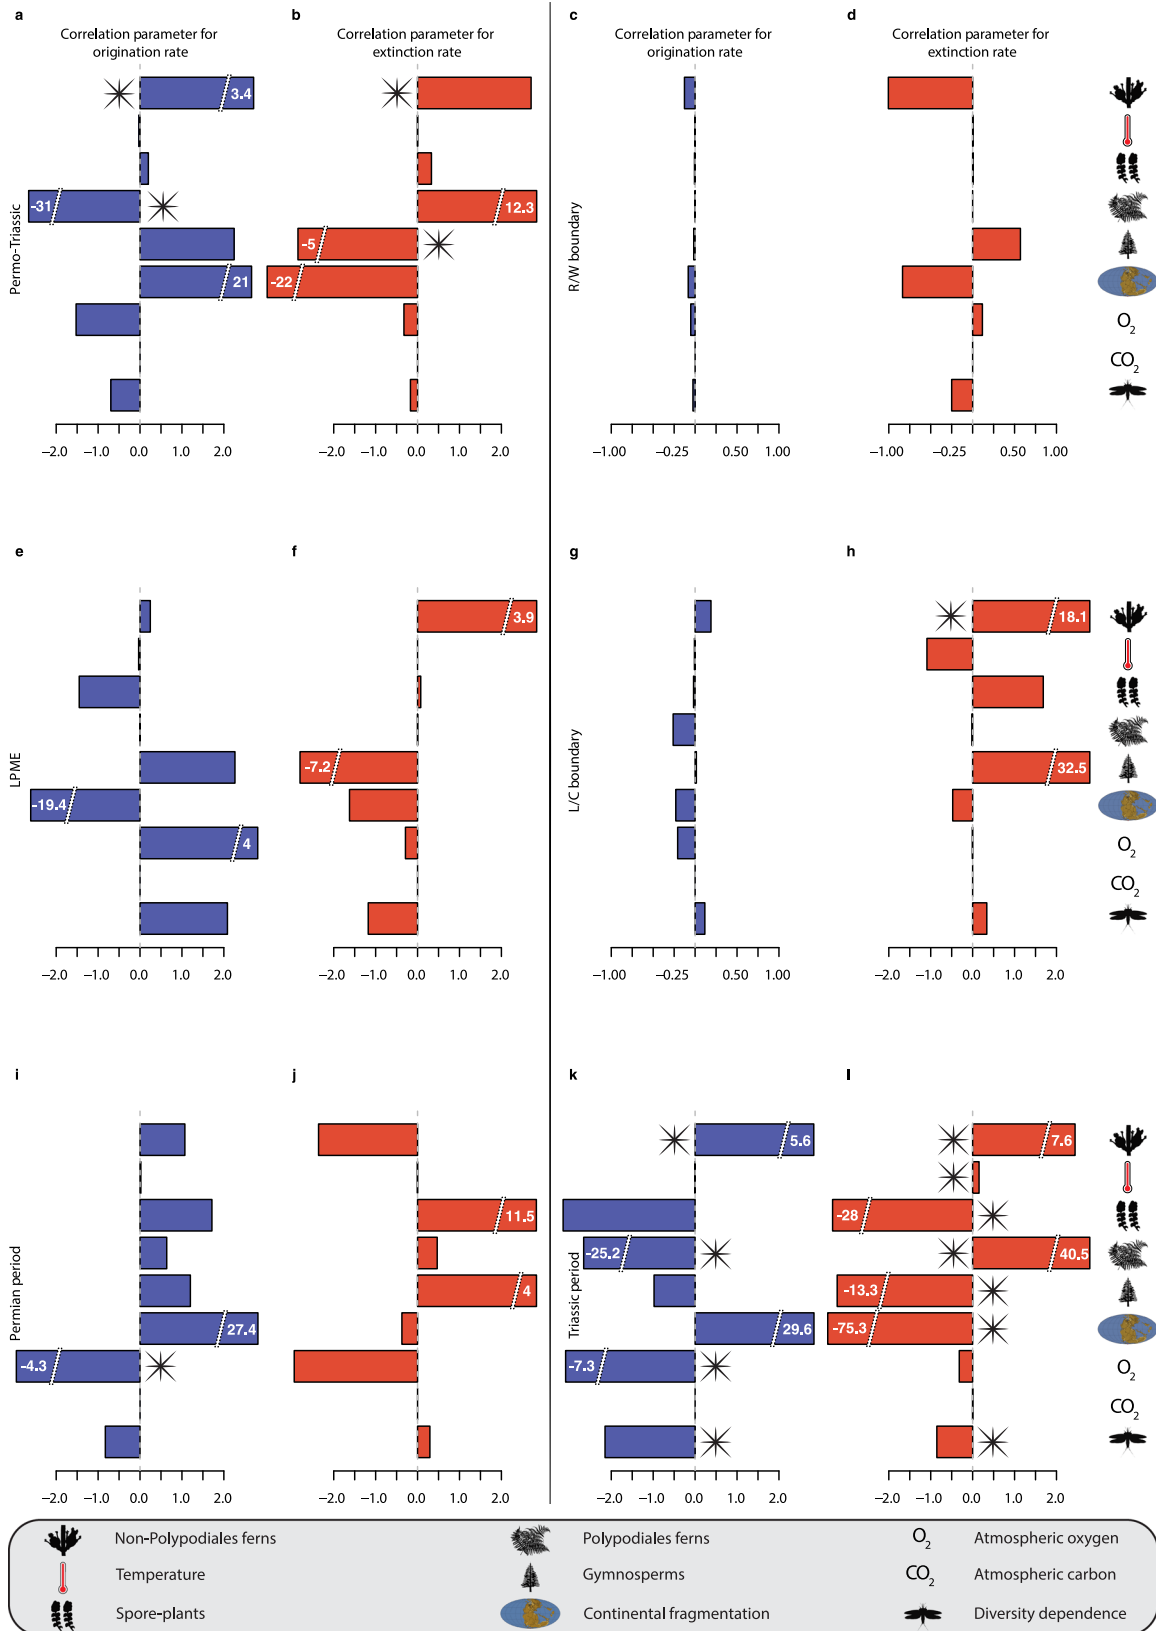 a
b
c
d
Correlation parameter for
origination rate
Correlation parameter for
extinction rate
Correlation parameter for
origination rate
Correlation parameter for
extinction rate
Permo-Triassic
3.4
-31
12.3
-5
21
-22
R/W boundary
O2
CO2
−2.0 −1.0 0.0 1.0 2.0
−2.0 −1.0 0.0 1.0 2.0
−1.00 −0.25 0.50 1.00
−1.00 −0.25 0.50 1.00
e
f
g
h
LPME
3.9
-7.2
-19.4
4
L/C boundary
18.1
32.5
O2
CO2
−2.0 −1.0 0.0 1.0 2.0
−2.0 −1.0 0.0 1.0 2.0
−1.00 −0.25 0.50 1.00
−2.0 −1.0 0.0 1.0 2.0
i
j
k
l
Permian period
11.5
4
27.4
-4.3
Triassic period
5.6
7.6
-28
-25.2
40.5
-13.3
29.6
-75.3
-7.3
O2
CO2
−2.0 −1.0 0.0 1.0 2.0
−2.0 −1.0 0.0 1.0 2.0
−2.0 −1.0 0.0 1.0 2.0
−2.0 −1.0 0.0 1.0 2.0
Non-Polypodiales ferns
Polypodiales ferns
O2 Atmospheric oxygen
Temperature
Gymnosperms
CO2 Atmospheric carbon
Spore-plants
Continental fragmentation
Diversity dependence